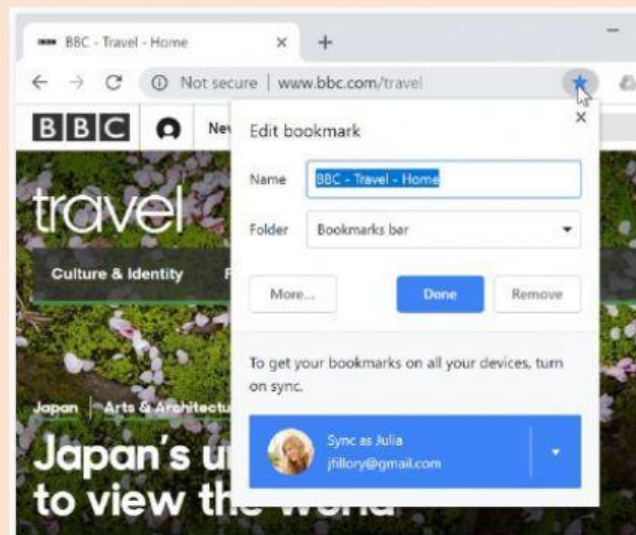 BBC - Travel - Home
Not secure | www.bbc.com/travel
BBC
Edit bookmark
Name BBC - Travel - Home
Folder Bookmarks bar
travel
Culture & Identity
More... Done Remove
To get your bookmarks on all your devices, turn
on sync.
Japan | Arts &
Sync as Julia
jfillory@gmail.com
Japan's
to view the world